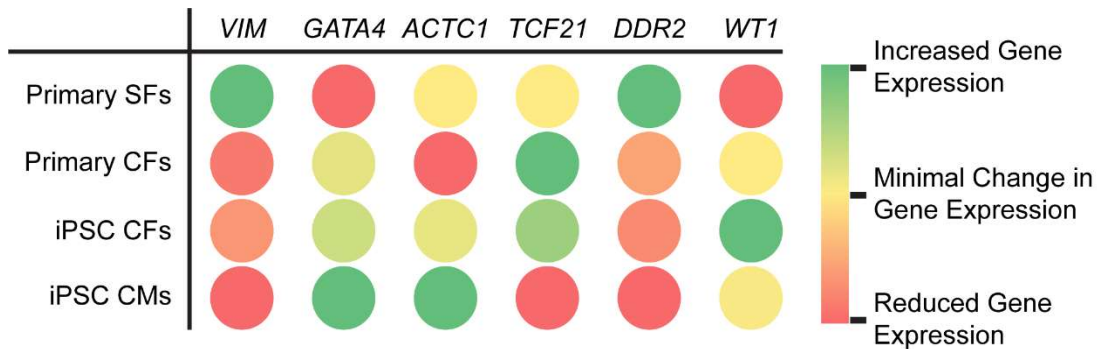 VIM GATA4 ACTC1 TCF21 DDR2 WT1
Primary SFs
Primary CFs
iPSC CFs
iPSC CMs
Increased Gene
Expression
Minimal Change in
Gene Expression
Reduced Gene
Expression